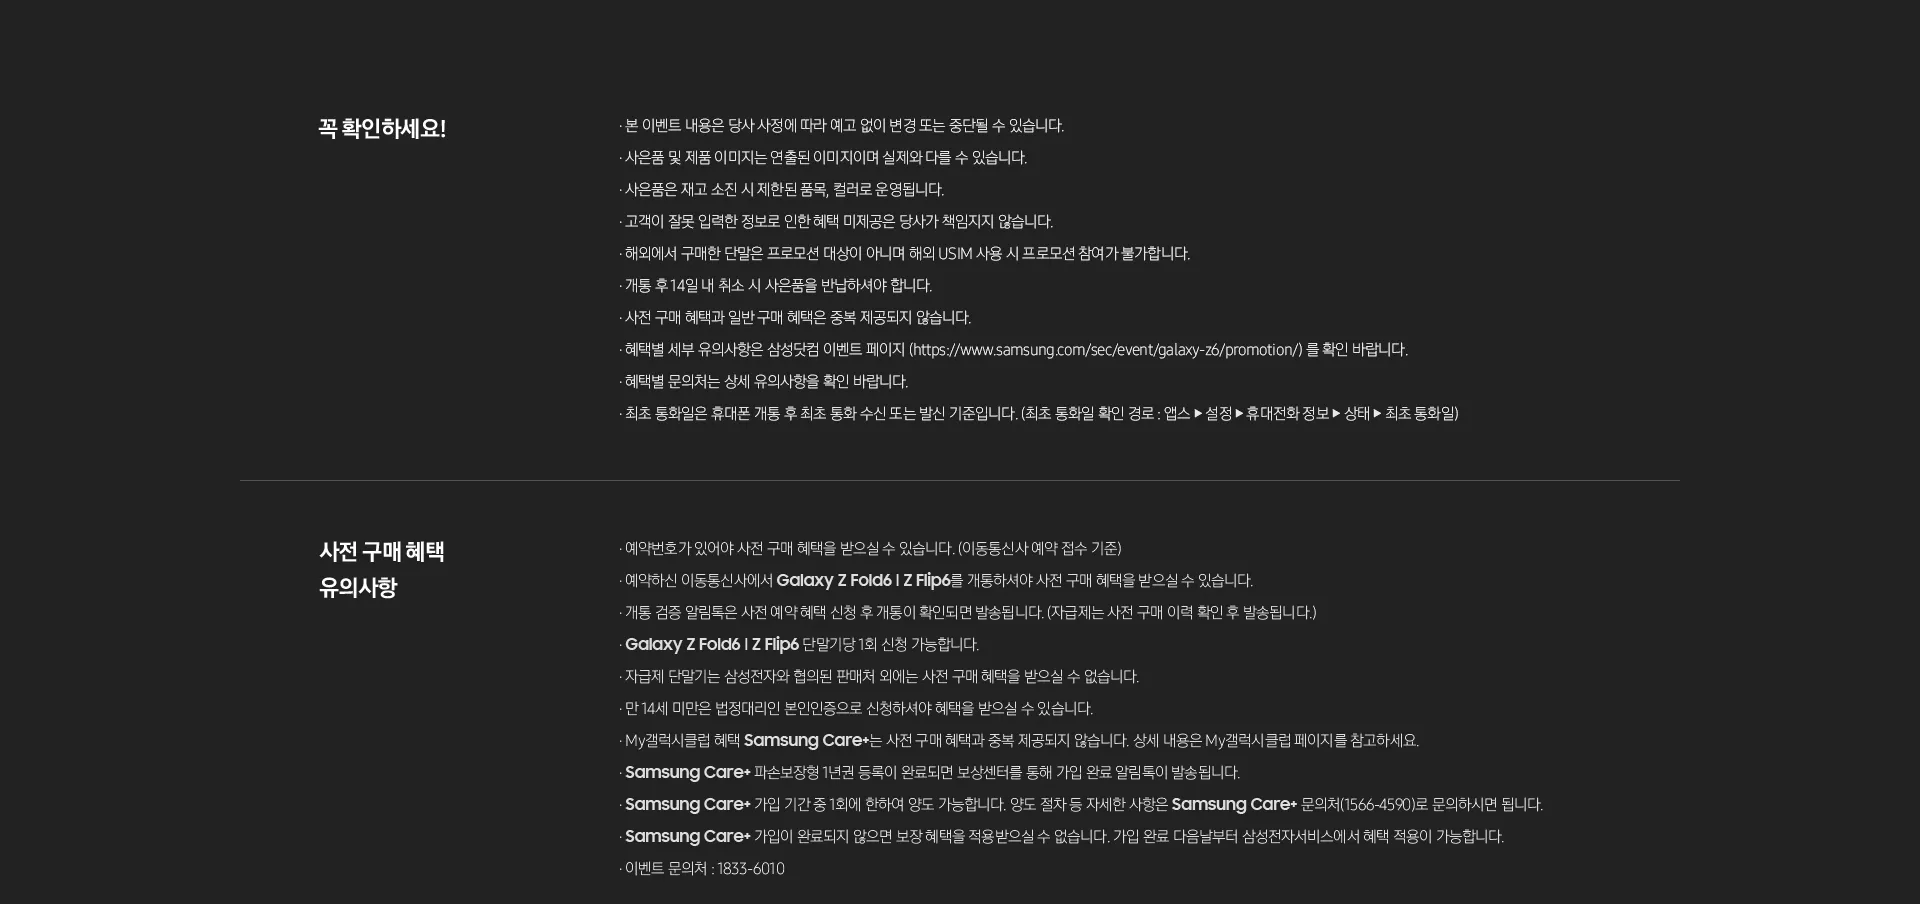 꼭 확인하세요!
· 본 이벤트 내용은 당사 사정에 따라 예고 없이 변경 또는 중단될 수 있습니다.
· 사은품 및 제품 이미지는 연출된 이미지이며 실제와 다를 수 있습니다.
· 사은품은 재고 소진 시 제한된 품목, 컬러로 운영됩니다.
· 고객이 잘못 입력한 정보로 인한 혜택 미제공은 당사가 책임지지 않습니다.
· 해외에서 구매한 단말은 프로모션 대상이 아니며 해외 USIM 사용 시 프로모션 참여가 불가합니다.
· 개통 후 14일 내 취소 시 사은품을 반납하셔야 합니다.
· 사전 구매 혜택과 일반 구매 혜택은 중복 제공되지 않습니다.
· 혜택별 세부 유의사항은 삼성닷컴 이벤트 페이지 (https://www.samsung.com/sec/event/galaxy-z6/promotion/) 를 확인 바랍니다.
· 혜택별 문의처는 상세 유의사항을 확인 바랍니다.
· 최초 통화일은 휴대폰 개통 후 최초 통화 수신 또는 발신 기준입니다. (최초 통화일 확인 경로 : 앱스 ▶ 설정 ▶ 휴대전화 정보 ▶ 상태 ▶ 최초 통화일)
사전 구매 혜택
유의사항
· 예약번호가 있어야 사전 구매 혜택을 받으실 수 있습니다. (이동통신사 예약 접수 기준)
· 예약하신 이동통신사에서 Galaxy Z Fold6 | Z Flip6를 개통하셔야 사전 구매 혜택을 받으실 수 있습니다.
· 개통 검증 알림톡은 사전 예약 혜택 신청 후 개통이 확인되면 발송됩니다. (자급제는 사전 구매 이력 확인 후 발송됩니다.)
· Galaxy Z Fold6 | Z Flip6 단말기당 1회 신청 가능합니다.
· 자급제 단말기는 삼성전자와 협의된 판매처 외에는 사전 구매 혜택을 받으실 수 없습니다.
· 만 14세 미만은 법정대리인 본인인증으로 신청하셔야 혜택을 받으실 수 있습니다.
· My갤럭시클럽 혜택 Samsung Care+는 사전 구매 혜택과 중복 제공되지 않습니다. 상세 내용은 My갤럭시클럽 페이지를 참고하세요.
· Samsung Care+ 파손보장형 1년권 등록이 완료되면 보상센터를 통해 가입 완료 알림톡이 발송됩니다.
· Samsung Care+ 가입 기간 중 1회에 한하여 양도 가능합니다. 양도 절차 등 자세한 사항은 Samsung Care+ 문의처(1566-4590)로 문의하시면 됩니다.
· Samsung Care+ 가입이 완료되지 않으면 보장 혜택을 적용받으실 수 없습니다. 가입 완료 다음날부터 삼성전자서비스에서 혜택 적용이 가능합니다.
· 이벤트 문의처 : 1833-6010